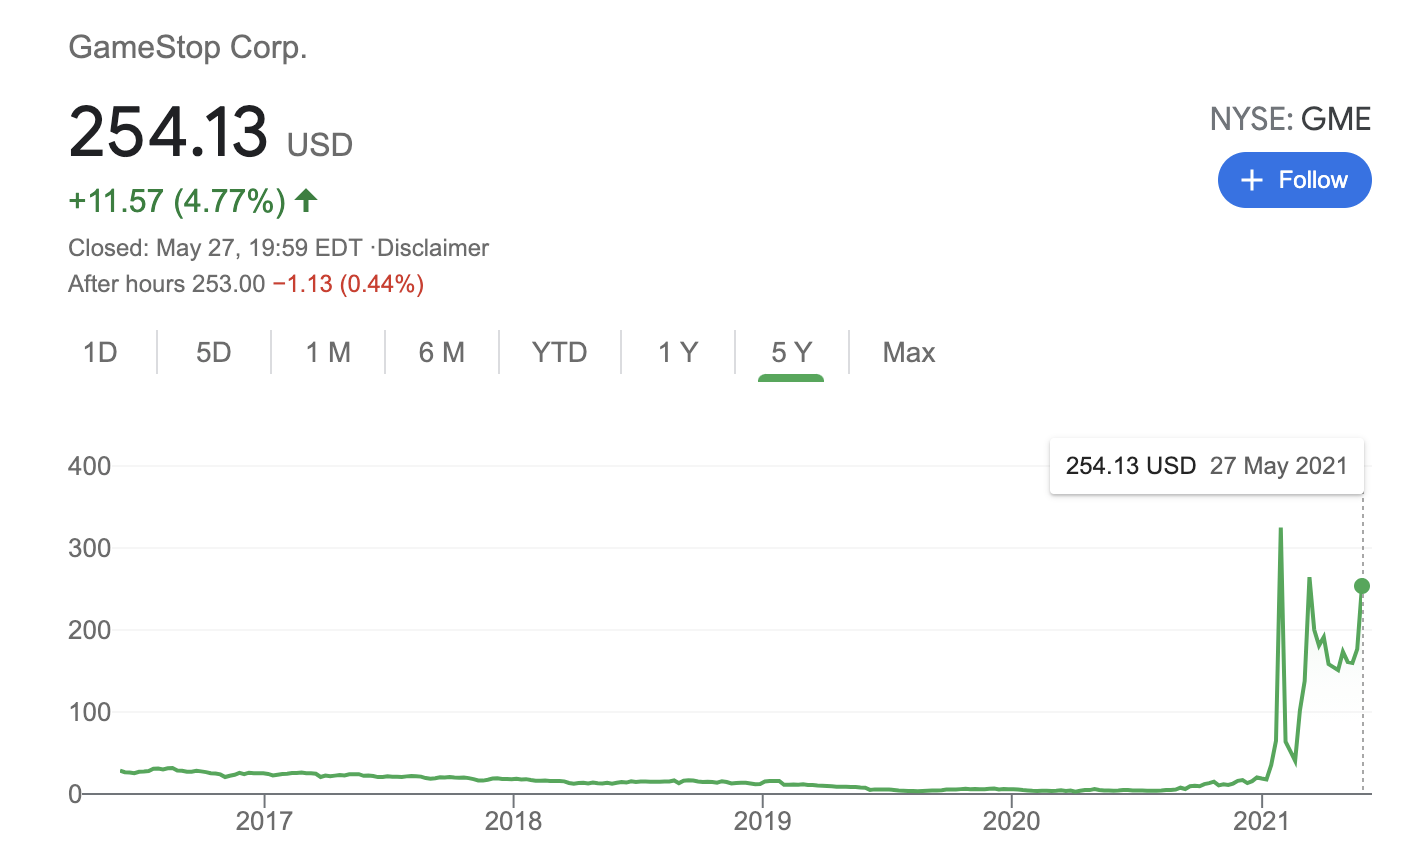 GameStop Corp.
254.13 USD
NYSE: GME
+11.57 (4.77%)
+ Follow
Closed: May 27, 19:59 EDT ·Disclaimer
After hours 253.00 −1.13 (0.44%)
1D 5D 1 M 6 M YTD 1 Y 5 Y Max
400
254.13 USD 27 May 2021
300
200
100
0
2017 2018 2019 2020 2021